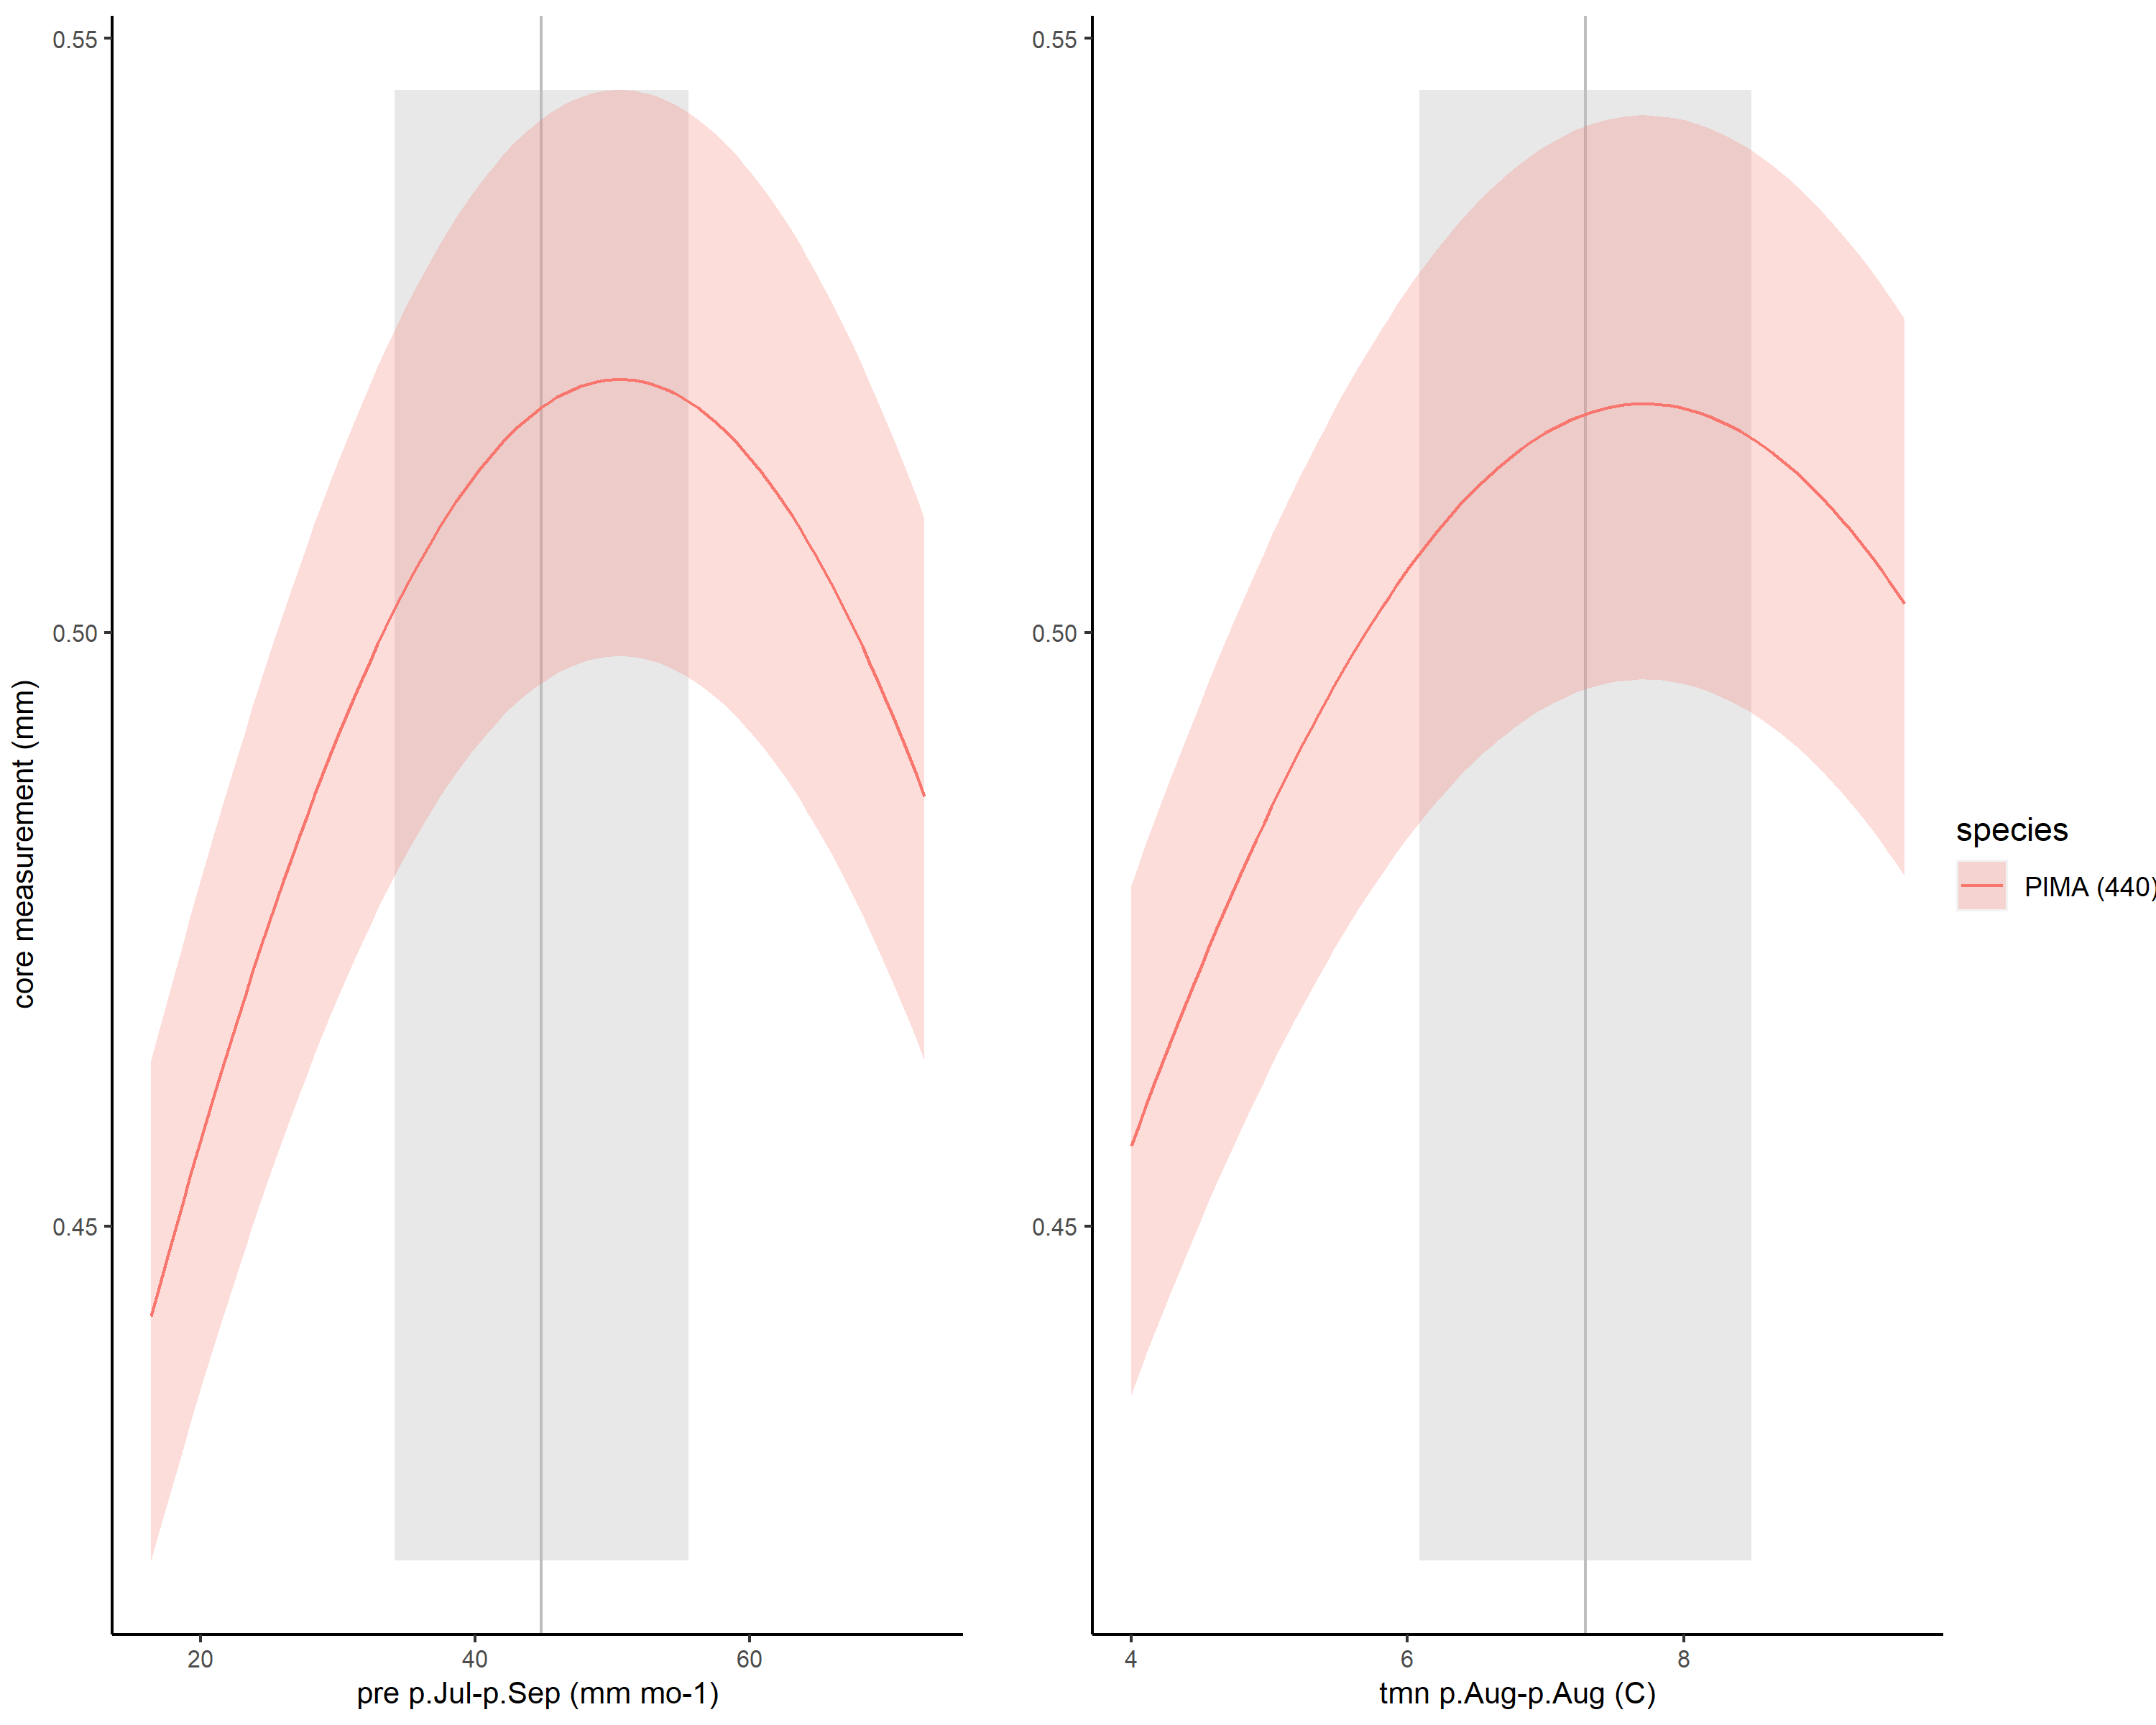 0.55
0.50
0.45
core measurement (mm)
20 40 60
pre p.Jul-p.Sep (mm mo-1)
0.55
0.50
0.45
4 6 8
tmn p.Aug-p.Aug (C)
species
PIMA (440)